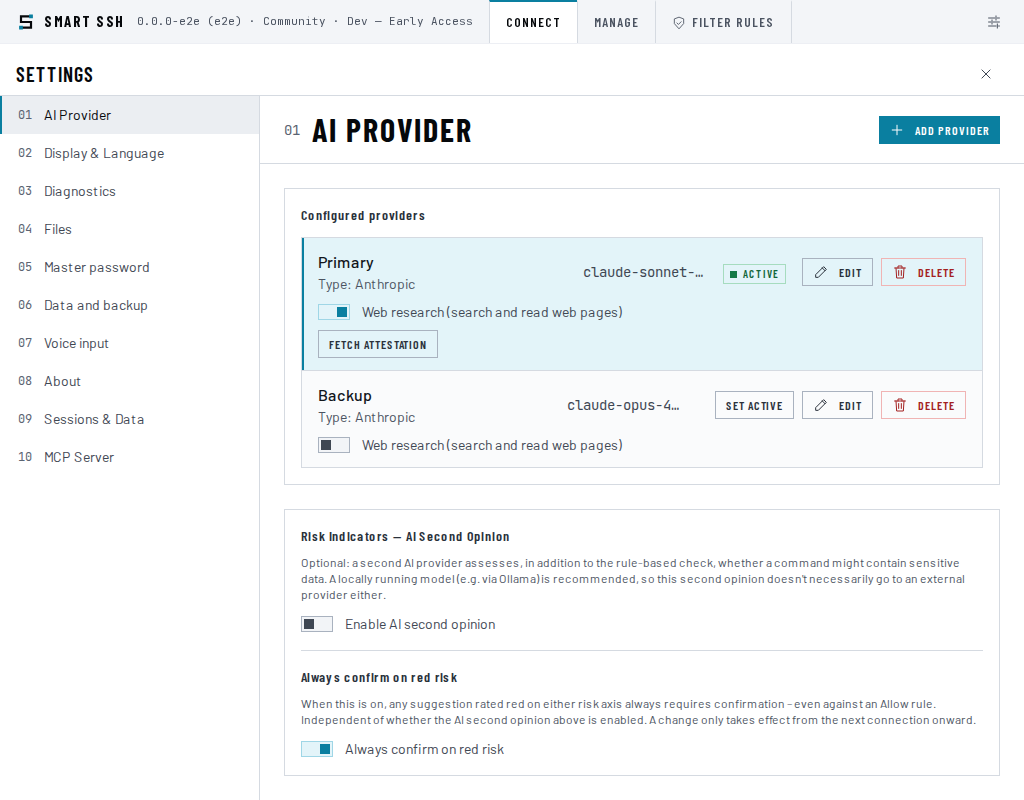 SMART SSH 0.0.0-e2e (e2e) · Community · Dev — Early Access CONNECT MANAGE FILTER RULES
SETTINGS
01 AI Provider
02 Display & Language
03 Diagnostics
04 Files
05 Master password
06 Data and backup
07 Voice input
08 About
09 Sessions & Data
10 MCP Server
01 AI PROVIDER
ADD PROVIDER
Configured providers
Primary
Type: Anthropic
claude-sonnet-… ACTIVE EDIT DELETE
Web research (search and read web pages)
FETCH ATTESTATION
Backup
Type: Anthropic
claude-opus-4… SET ACTIVE EDIT DELETE
Web research (search and read web pages)
Risk indicators — AI Second Opinion
Optional: a second AI provider assesses, in addition to the rule-based check, whether a command might contain sensitive
data. A locally running model (e.g. via Ollama) is recommended, so this second opinion doesn't necessarily go to an external
provider either.
Enable AI second opinion
Always confirm on red risk
When this is on, any suggestion rated red on either risk axis always requires confirmation - even against an Allow rule.
Independent of whether the AI second opinion above is enabled. A change only takes effect from the next connection onward.
Always confirm on red risk